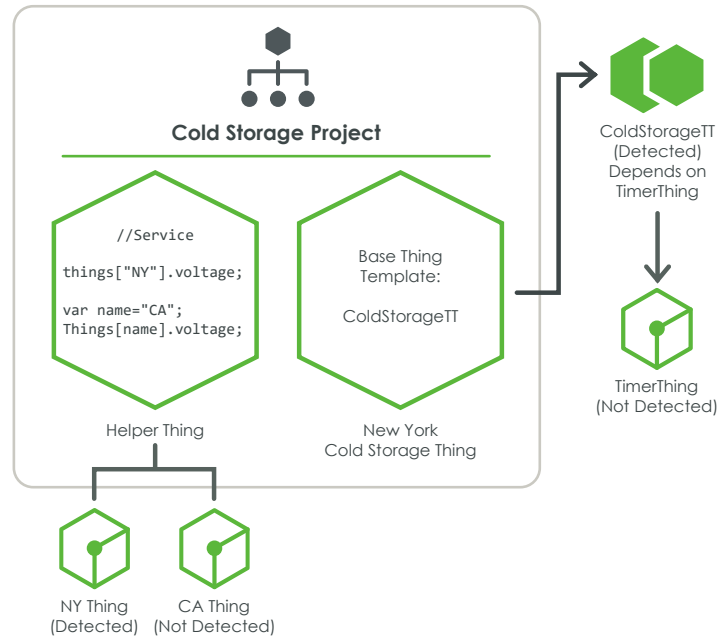 Cold Storage Project
//Service
things["NY"].voltage;
var name="CA";
Things[name].voltage;
Helper Thing
Base Thing
Template:
ColdStorageTT
New York
Cold Storage Thing
ColdStorageTT
(Detected)
Depends on
TimerThing
TimerThing
(Not Detected)
NY Thing
(Detected)
CA Thing
(Not Detected)